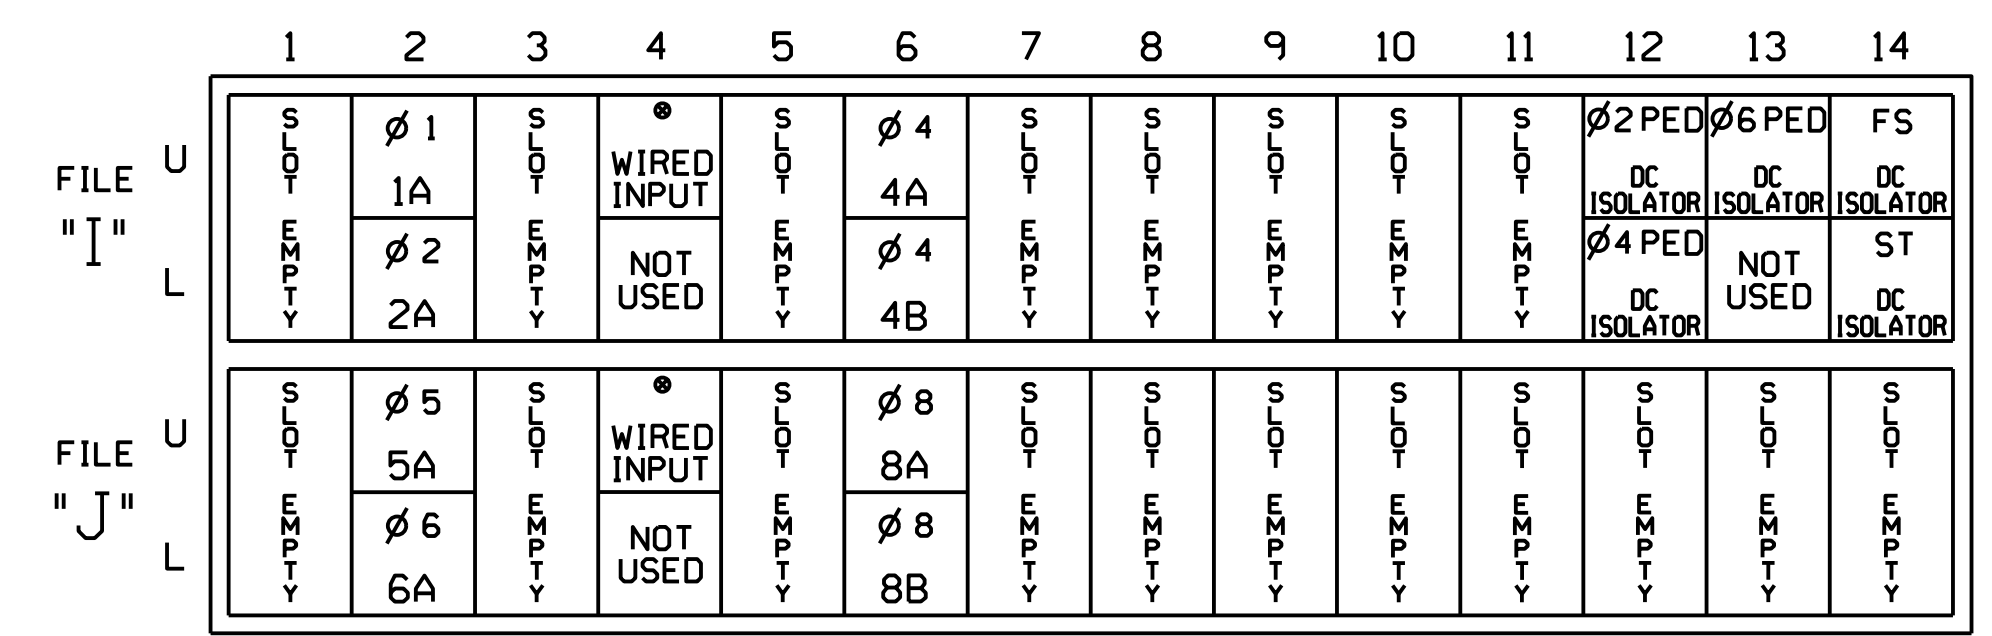 1 2 3 4 5 6 7 8 9 10 11 12 13 14
FILE "I"
U
SLOT EMPTY
Ø 1
1A
SLOT EMPTY
⊗
WIRED
INPUT
SLOT EMPTY
Ø 4
4A
SLOT EMPTY
SLOT EMPTY
SLOT EMPTY
SLOT EMPTY
SLOT EMPTY
Ø2 PED
DC
ISOLATOR
Ø6 PED
DC
ISOLATOR
FS
DC
ISOLATOR
L
Ø 2
2A
NOT
USED
Ø 4
4B
Ø4 PED
DC
ISOLATOR
NOT
USED
ST
DC
ISOLATOR
FILE "J"
U
SLOT EMPTY
Ø 5
5A
SLOT EMPTY
⊗
WIRED
INPUT
SLOT EMPTY
Ø 8
8A
SLOT EMPTY
SLOT EMPTY
SLOT EMPTY
SLOT EMPTY
SLOT EMPTY
SLOT EMPTY
SLOT EMPTY
SLOT EMPTY
L
Ø 6
6A
NOT
USED
Ø 8
8B